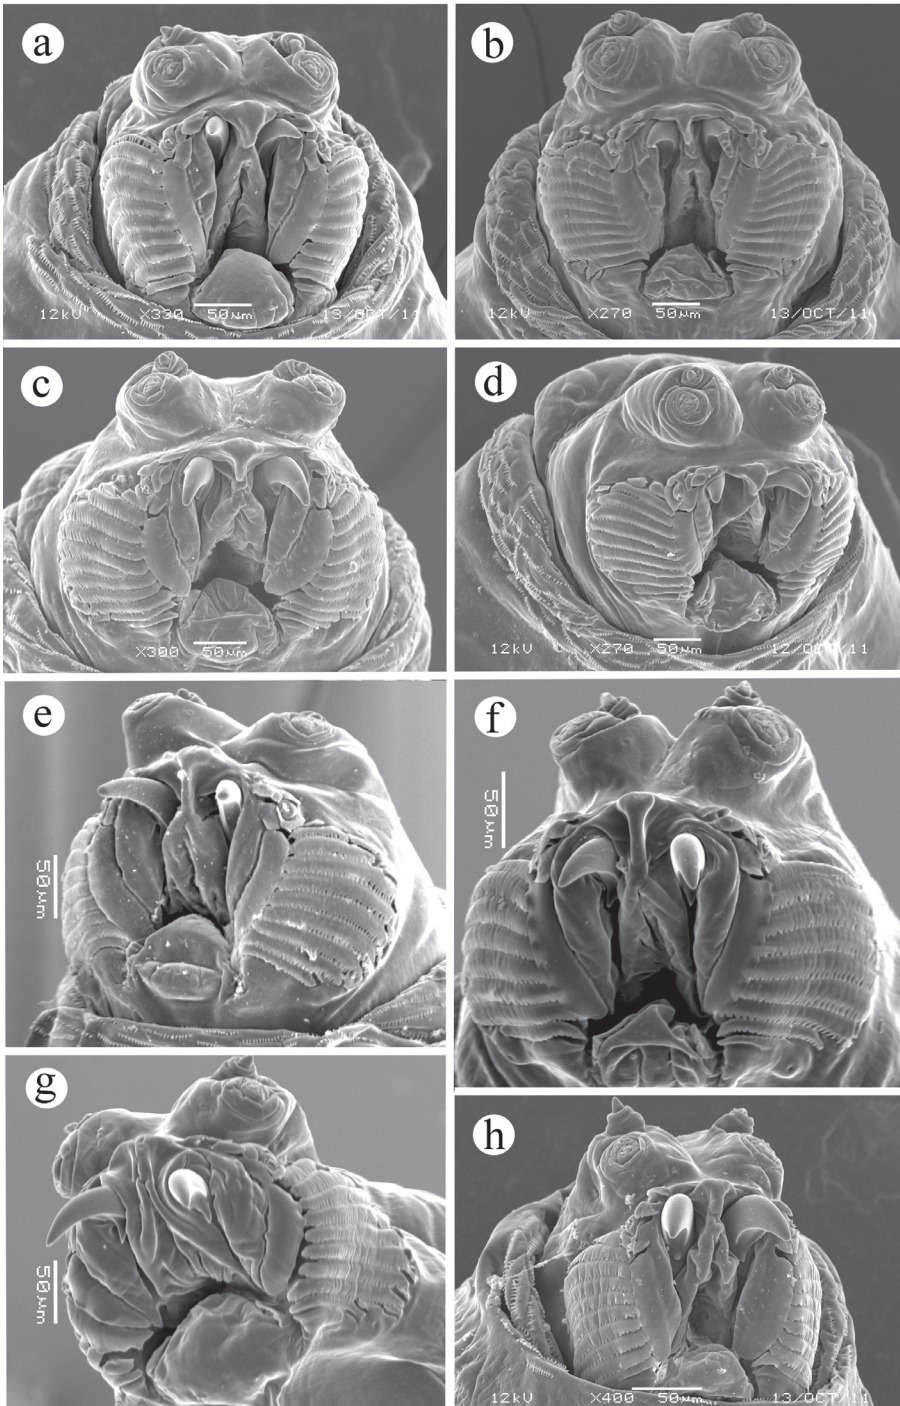 a
12kV X330 50µm 13/OCT/11
b
12kV X270 50µm 13/OCT/11
c
X300 50µm
d
12kV X270 50µm 12/OCT/11
e
50µm
f
50µm
g
50µm
h
12kV X400 50µm 13/OCT/11